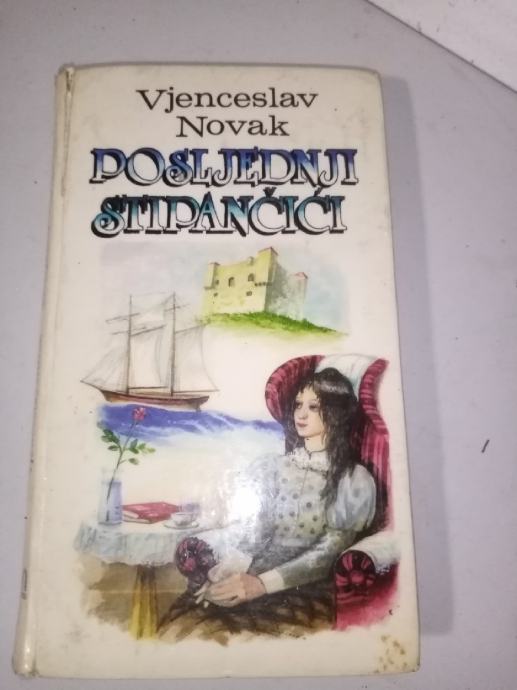 Vjenceslav
Novak
POSLJEDNJI
STIPANČIĆI